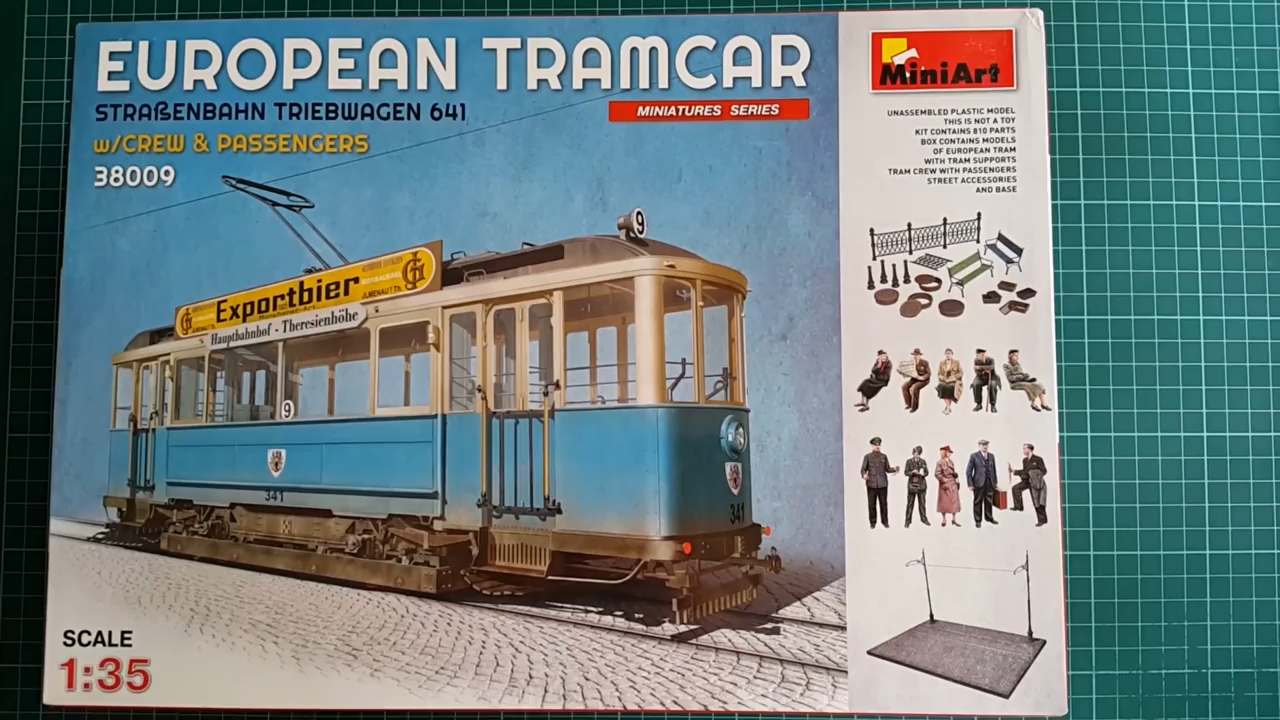 EUROPEAN TRAMCAR
STRAßENBAHN TRIEBWAGEN 641
MINIATURES SERIES
w/CREW & PASSENGERS
38009
9
Exportbier
GH
Hauptbahnhof - Theresienhöhe
9
341
341
SCALE
1:35
MiniArt
UNASSEMBLED PLASTIC MODEL
THIS IS NOT A TOY
KIT CONTAINS 810 PARTS
BOX CONTAINS MODELS
OF EUROPEAN TRAM
WITH TRAM SUPPORTS
TRAM CREW WITH PASSENGERS
STREET ACCESSORIES
AND BASE